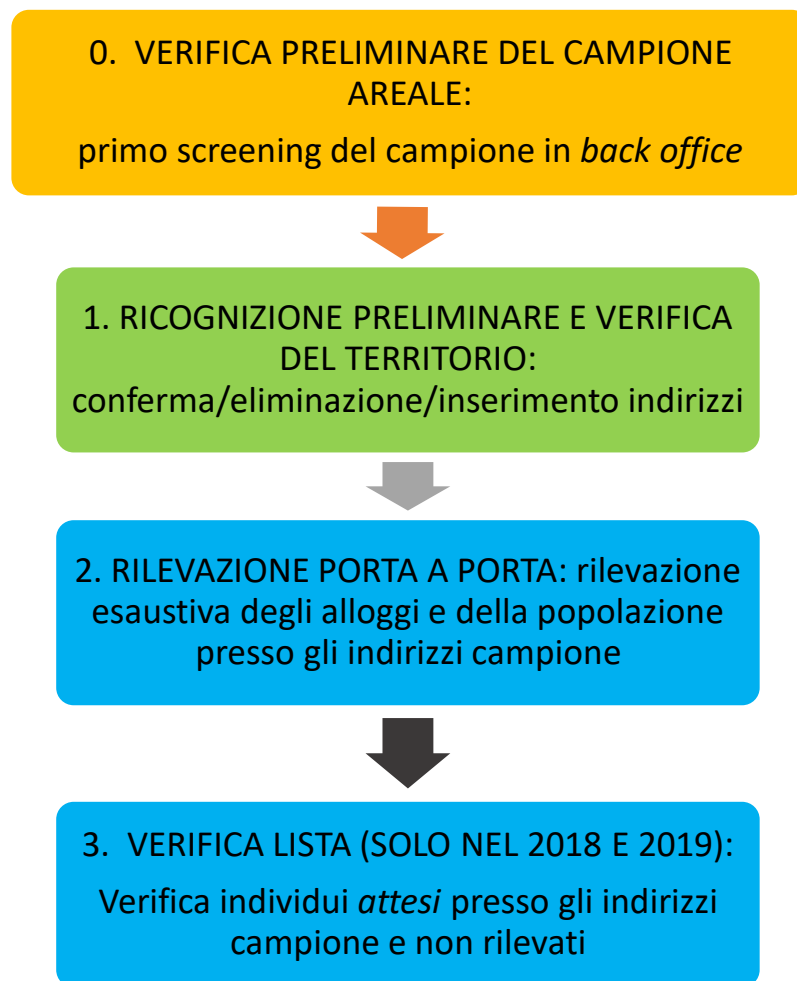 0. VERIFICA PRELIMINARE DEL CAMPIONE
AREALE:
primo screening del campione in back office
1. RICOGNIZIONE PRELIMINARE E VERIFICA
DEL TERRITORIO:
conferma/eliminazione/inserimento indirizzi
2. RILEVAZIONE PORTA A PORTA: rilevazione
esaustiva degli alloggi e della popolazione
presso gli indirizzi campione
3. VERIFICA LISTA (SOLO NEL 2018 E 2019):
Verifica individui attesi presso gli indirizzi
campione e non rilevati